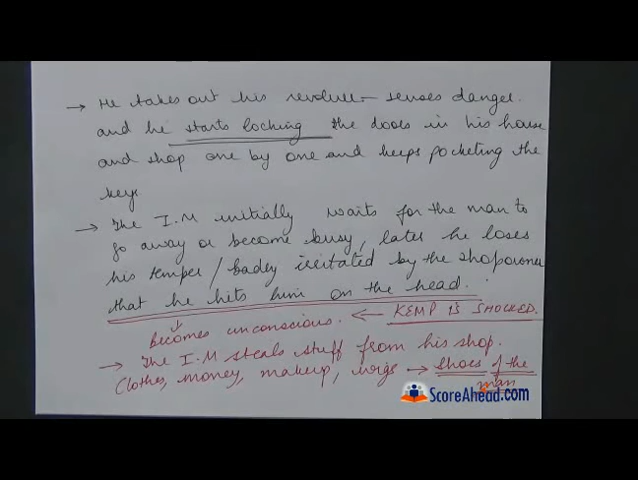 → He takes out his revolver - senses danger.
and he starts locking the doors in his house
and shop one by one and keeps pocketing the
keys
→ The I.M initially waits for the man to
go away or become busy, later he loses
his temper / badly irritated by the shopowner
that he hits him on the head.
becomes unconscious. ← KEMP IS SHOCKED.
→ The I.M steals stuff from his shop.
Clothes, money, makeup, wigs → shoes of the
man
ScoreAhead.com